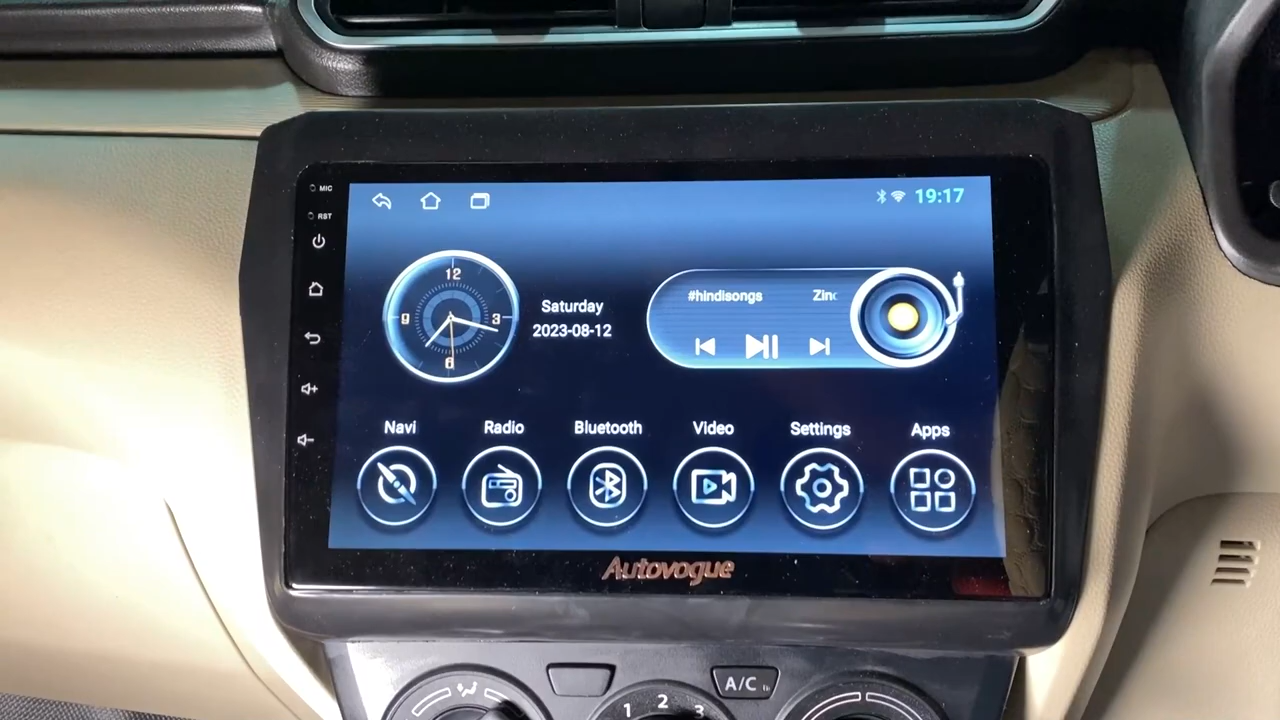 MIC
RST
19:17
12
9
3
6
Saturday
2023-08-12
#hindisongs
Zin
Navi
Radio
Bluetooth
Video
Settings
Apps
Autovogue
A/C
1 2 3